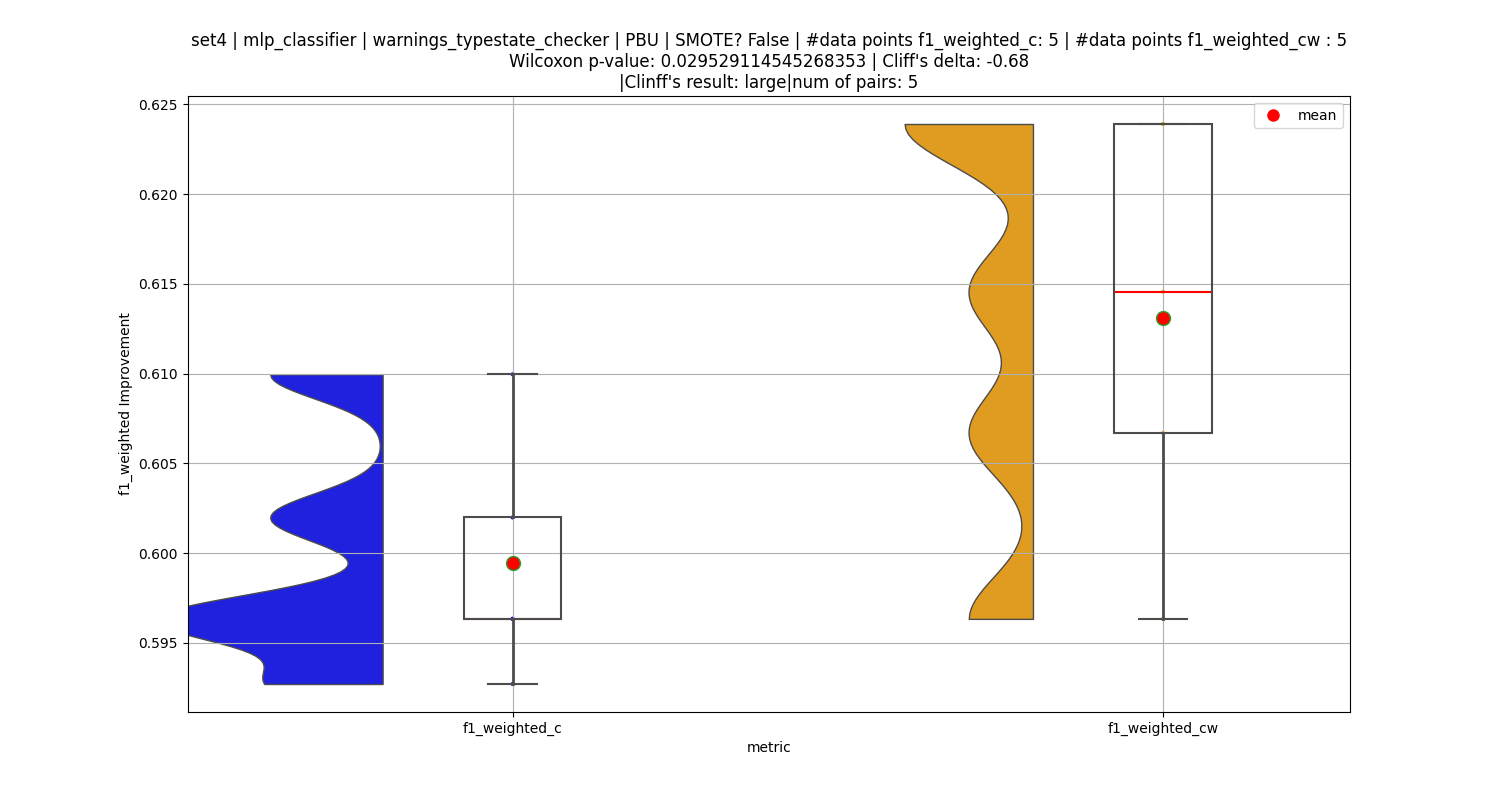 set4 | mlp_classifier | warnings_typestate_checker | PBU | SMOTE? False | #data points f1_weighted_c: 5 | #data points f1_weighted_cw : 5
Wilcoxon p-value: 0.029529114545268353 | Cliff's delta: -0.68
|Clinff's result: large|num of pairs: 5
mean
0.625
0.620
0.615
0.610
0.605
0.600
0.595
f1_weighted Improvement
f1_weighted_c
f1_weighted_cw
metric